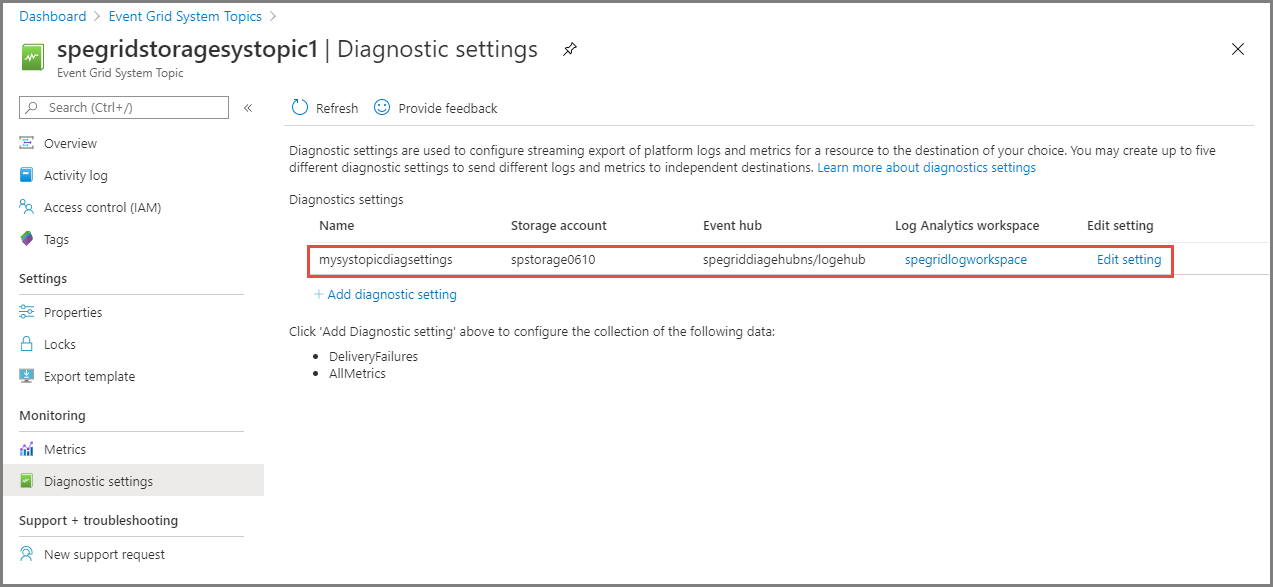 Dashboard > Event Grid System Topics >
spegridstoragesystopic1 | Diagnostic settings
Event Grid System Topic
Search (Ctrl+/)
«
Overview
Activity log
Access control (IAM)
Tags
Settings
Properties
Locks
Export template
Monitoring
Metrics
Diagnostic settings
Support + troubleshooting
New support request
Refresh Provide feedback
Diagnostic settings are used to configure streaming export of platform logs and metrics for a resource to the destination of your choice. You may create up to five
different diagnostic settings to send different logs and metrics to independent destinations. Learn more about diagnostics settings
Diagnostics settings
Name Storage account Event hub Log Analytics workspace Edit setting
mysystopicdiagsettings spstorage0610 spegriddiagehubns/logehub spegridlogworkspace Edit setting
+ Add diagnostic setting
Click 'Add Diagnostic setting' above to configure the collection of the following data:
• DeliveryFailures
• AllMetrics